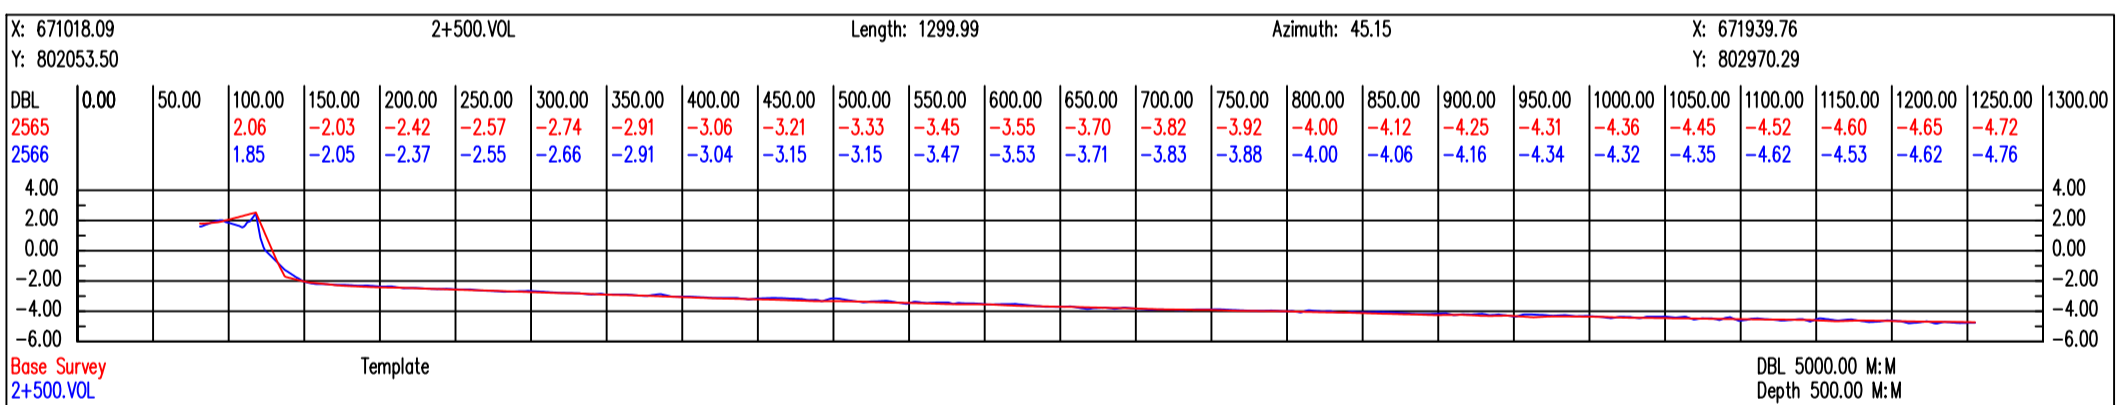 X: 671018.09 2+500.VOL Length: 1299.99 Azimuth: 45.15 X: 671939.76
Y: 802053.50 Y: 802970.29
DBL 0.00 50.00 100.00 150.00 200.00 250.00 300.00 350.00 400.00 450.00 500.00 550.00 600.00 650.00 700.00 750.00 800.00 850.00 900.00 950.00 1000.00 1050.00 1100.00 1150.00 1200.00 1250.00 1300.00
2565 2.06 -2.03 -2.42 -2.57 -2.74 -2.91 -3.06 -3.21 -3.33 -3.45 -3.55 -3.70 -3.82 -3.92 -4.00 -4.12 -4.25 -4.31 -4.36 -4.45 -4.52 -4.60 -4.65 -4.72
2566 1.85 -2.05 -2.37 -2.55 -2.66 -2.91 -3.04 -3.15 -3.15 -3.47 -3.53 -3.71 -3.83 -3.88 -4.00 -4.06 -4.16 -4.34 -4.32 -4.35 -4.62 -4.53 -4.62 -4.76
4.00 4.00
2.00 2.00
0.00 0.00
-2.00 -2.00
-4.00 -4.00
-6.00 -6.00
Base Survey Template DBL 5000.00 M:M
2+500.VOL Depth 500.00 M:M